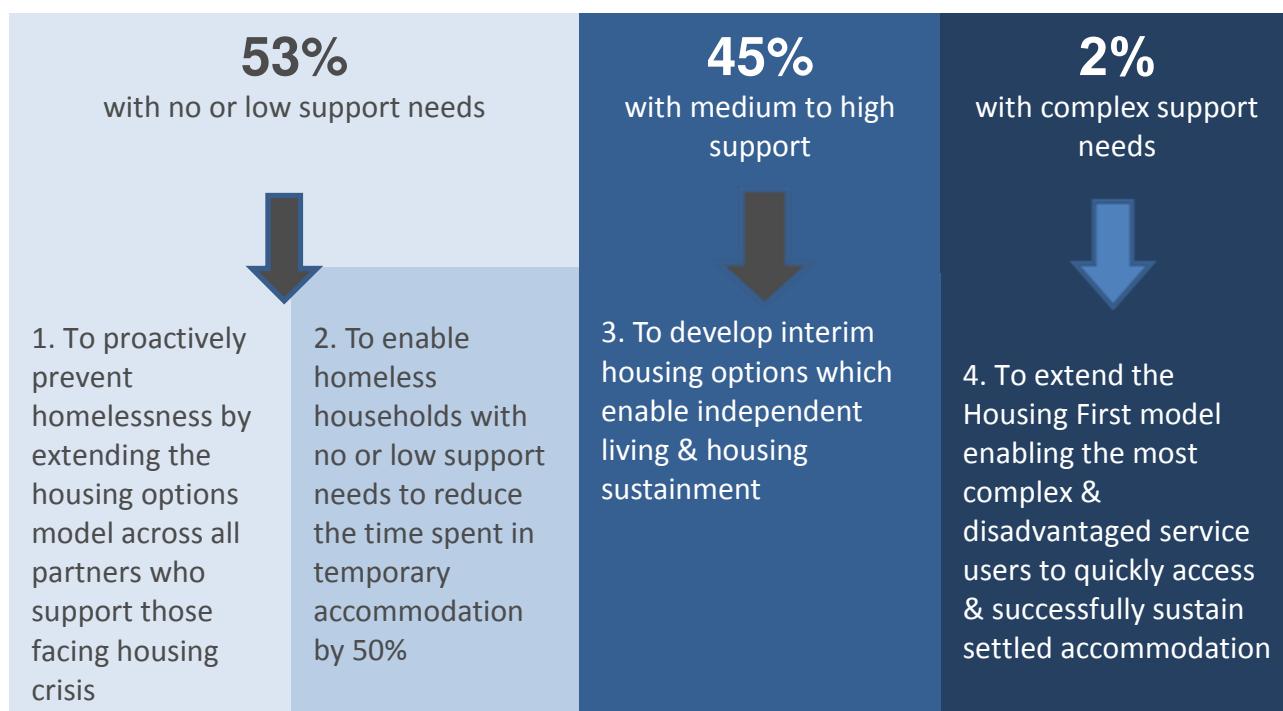 53%
with no or low support needs
45%
with medium to high
support
2%
with complex support
needs
1. To proactively
prevent
homelessness by
extending the
housing options
model across all
partners who
support those
facing housing
crisis
2. To enable
homeless
households with
no or low support
needs to reduce
the time spent in
temporary
accommodation
by 50%
3. To develop interim
housing options which
enable independent
living & housing
sustainment
4. To extend the
Housing First model
enabling the most
complex &
disadvantaged service
users to quickly access
& successfully sustain
settled accommodation